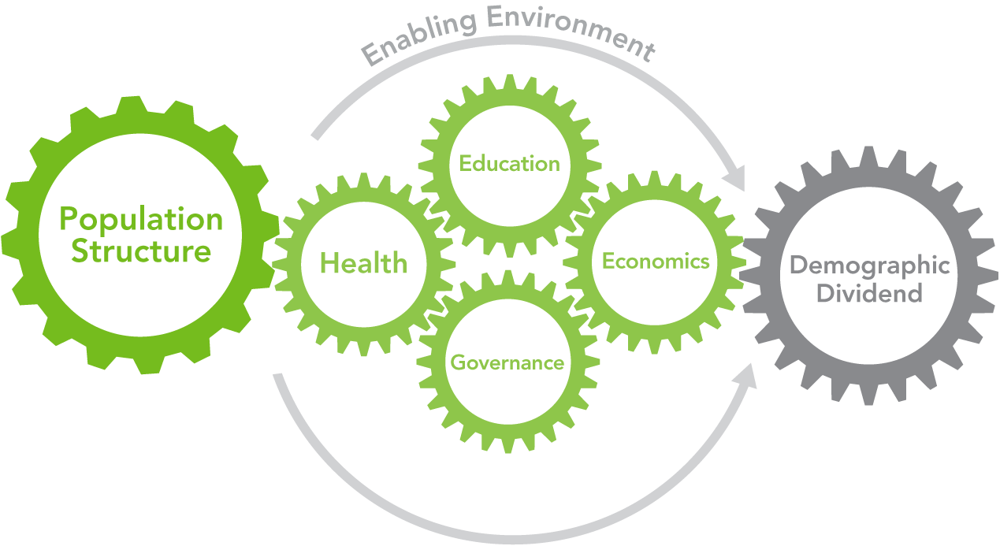 Enabling Environment
Population
Structure
Health
Education
Governance
Economics
Demographic
Dividend